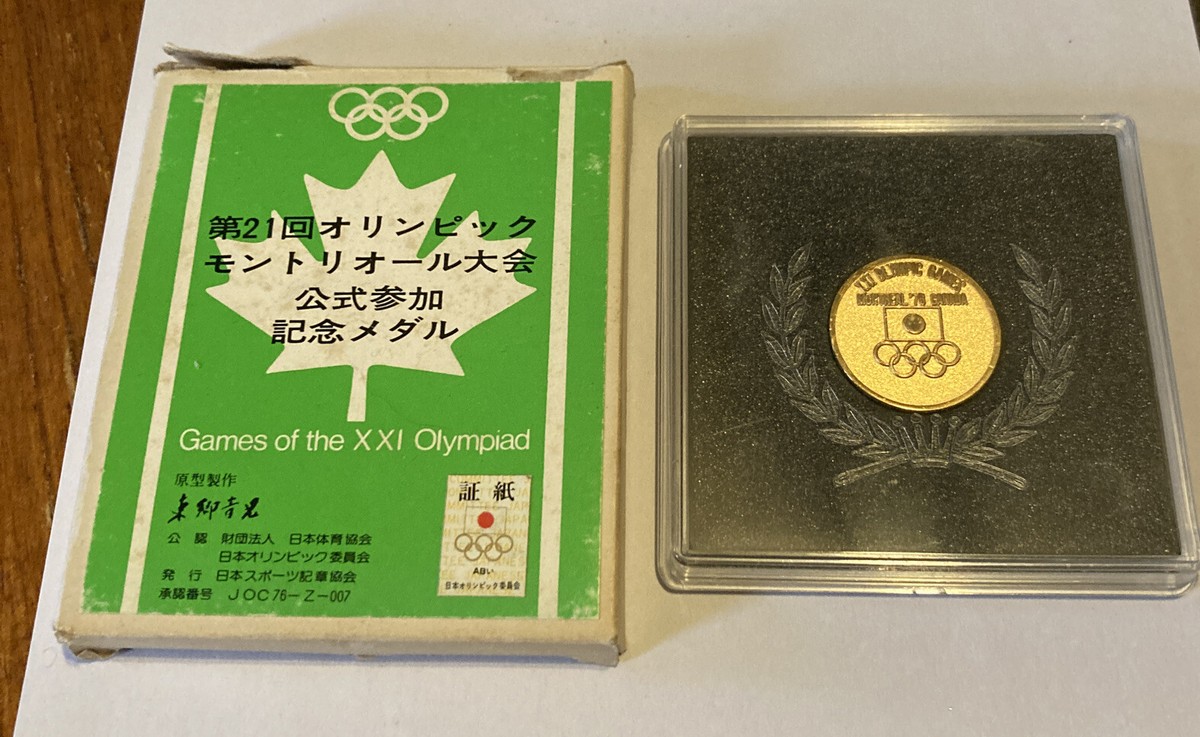 第21回オリンピック
モントリオール大会
公式参加
記念メダル
Games of the XXI Olympiad
原型製作
東郷青児
公認 財団法人 日本体育協会
日本オリンピック委員会
発行 日本スポーツ記章協会
承認番号 JOC76-Z-007
証紙
ABい
日本オリンピック委員会
XXI OLYMPIC GAMES
MONTREAL '76 CANADA